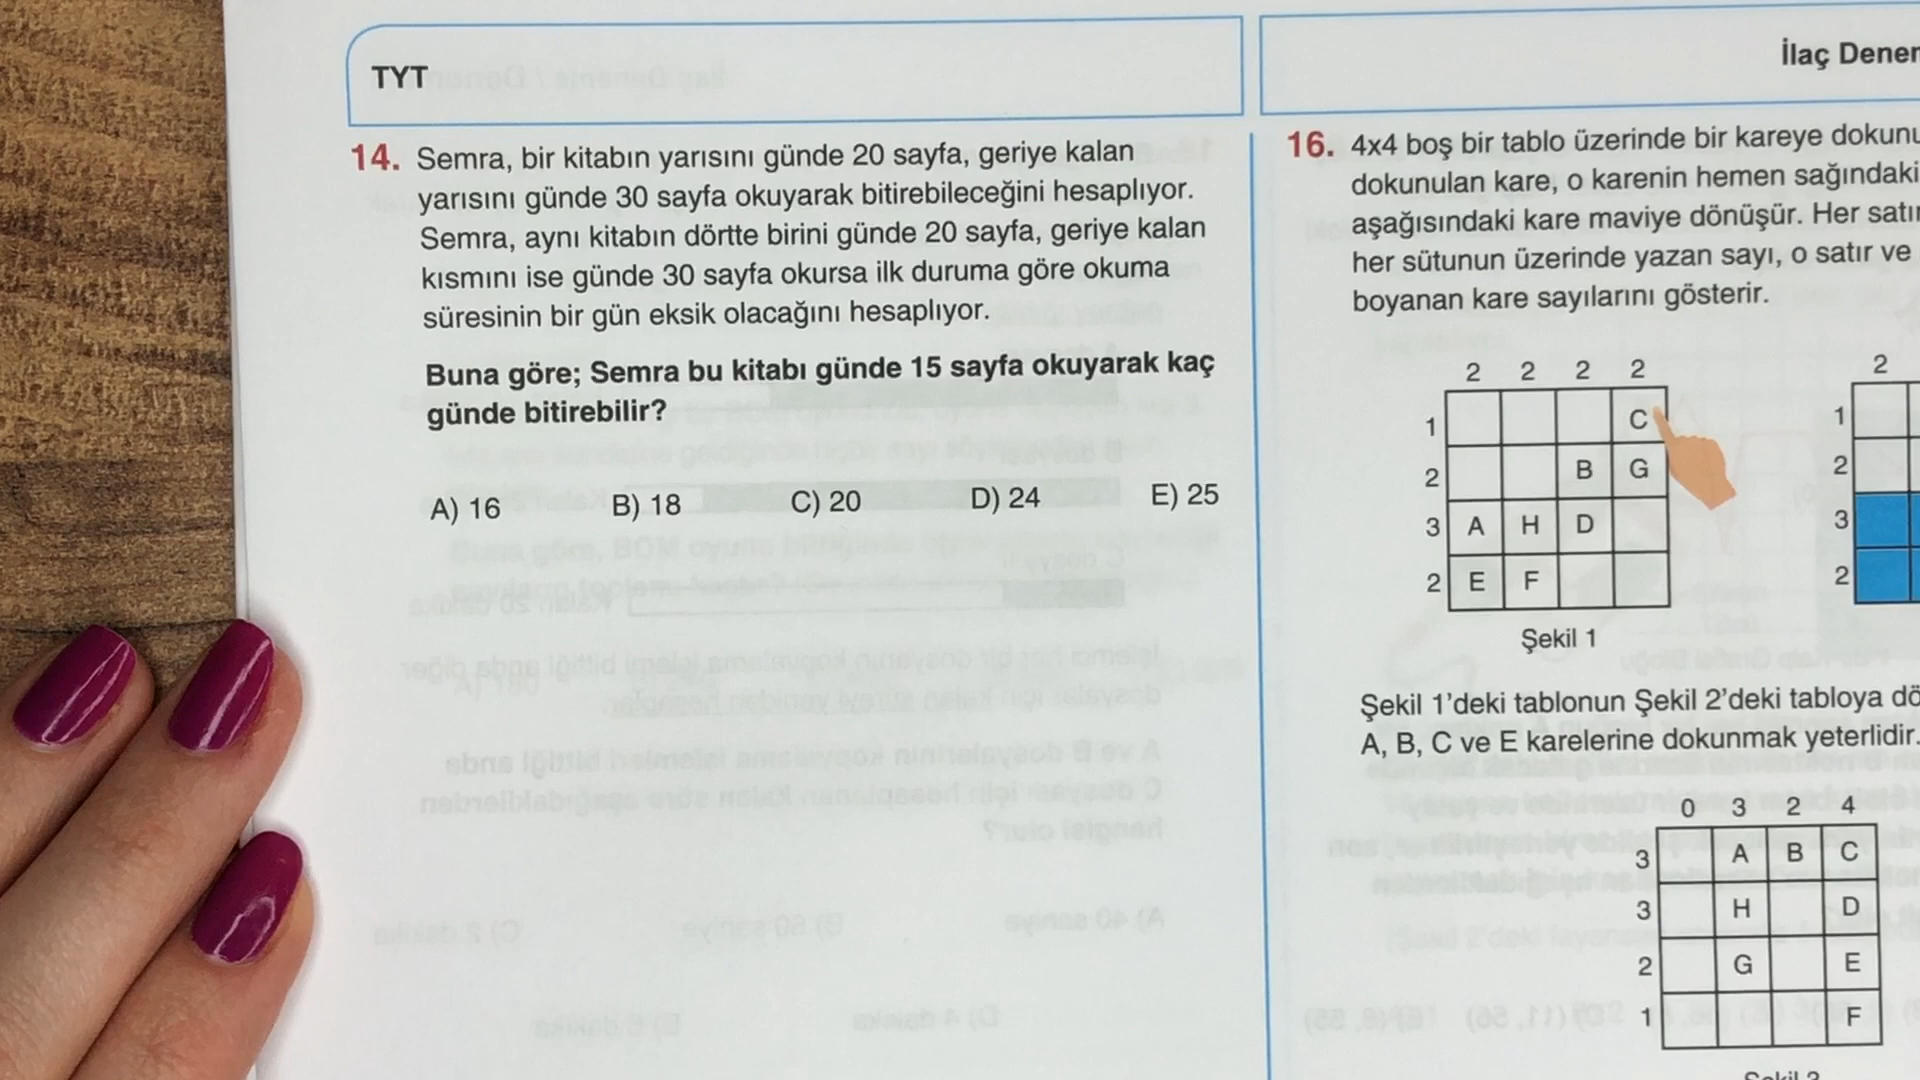 TYT
14. Semra, bir kitabın yarısını günde 20 sayfa, geriye kalan
yarısını günde 30 sayfa okuyarak bitirebileceğini hesaplıyor.
Semra, aynı kitabın dörtte birini günde 20 sayfa, geriye kalan
kısmını ise günde 30 sayfa okursa ilk duruma göre okuma
süresinin bir gün eksik olacağını hesaplıyor.
Buna göre; Semra bu kitabı günde 15 sayfa okuyarak kaç
günde bitirebilir?
A) 16 B) 18 C) 20 D) 24 E) 25
İlaç
16. 4x4 boş bir tablo üzerinde bir kareye
dokunulan kare, o karenin hemen sağındaki
aşağısındaki kare maviye dönüşür. Her
her sütunun üzerinde yazan sayı, o satır ve
boyanan kare sayılarını gösterir.
2 2 2 2 2
1 C 1
2 B G 2
3 A H D 3
2 E F 2
Şekil 1
Şekil 1'deki tablonun Şekil 2'deki tabloya
A, B, C ve E karelerine dokunmak yeterlidir.
0 3 2 4
3 A B C
3 H D
2 G E
1 F